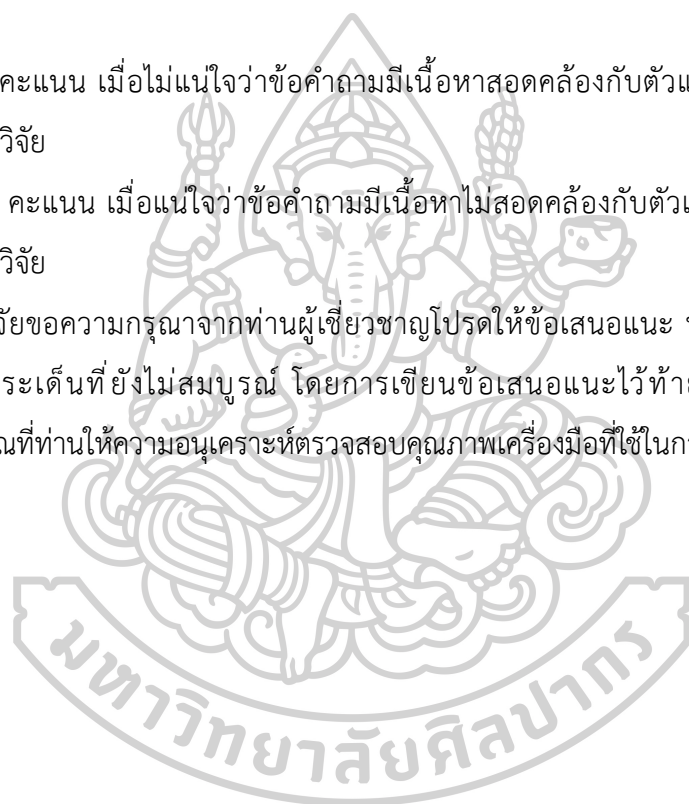 คะแนน เมื่อไม่แน่ใจว่าข้อคำถามมีเนื้อหาสอดคล้องกับตัวแ
วิจัย
คะแนน เมื่อแน่ใจว่าข้อคำถามมีเนื้อหาไม่สอดคล้องกับตัวแ
วิจัย
จัยขอความกรุณาจากท่านผู้เชี่ยวชาญโปรดให้ข้อเสนอแนะ
ระเด็นที่ยังไม่สมบูรณ์ โดยการเขียนข้อเสนอแนะไว้ท้าย
ณที่ท่านให้ความอนุเคราะห์ตรวจสอบคุณภาพเครื่องมือที่ใช้ในก
มหาวิทยาลัยศิลปากร